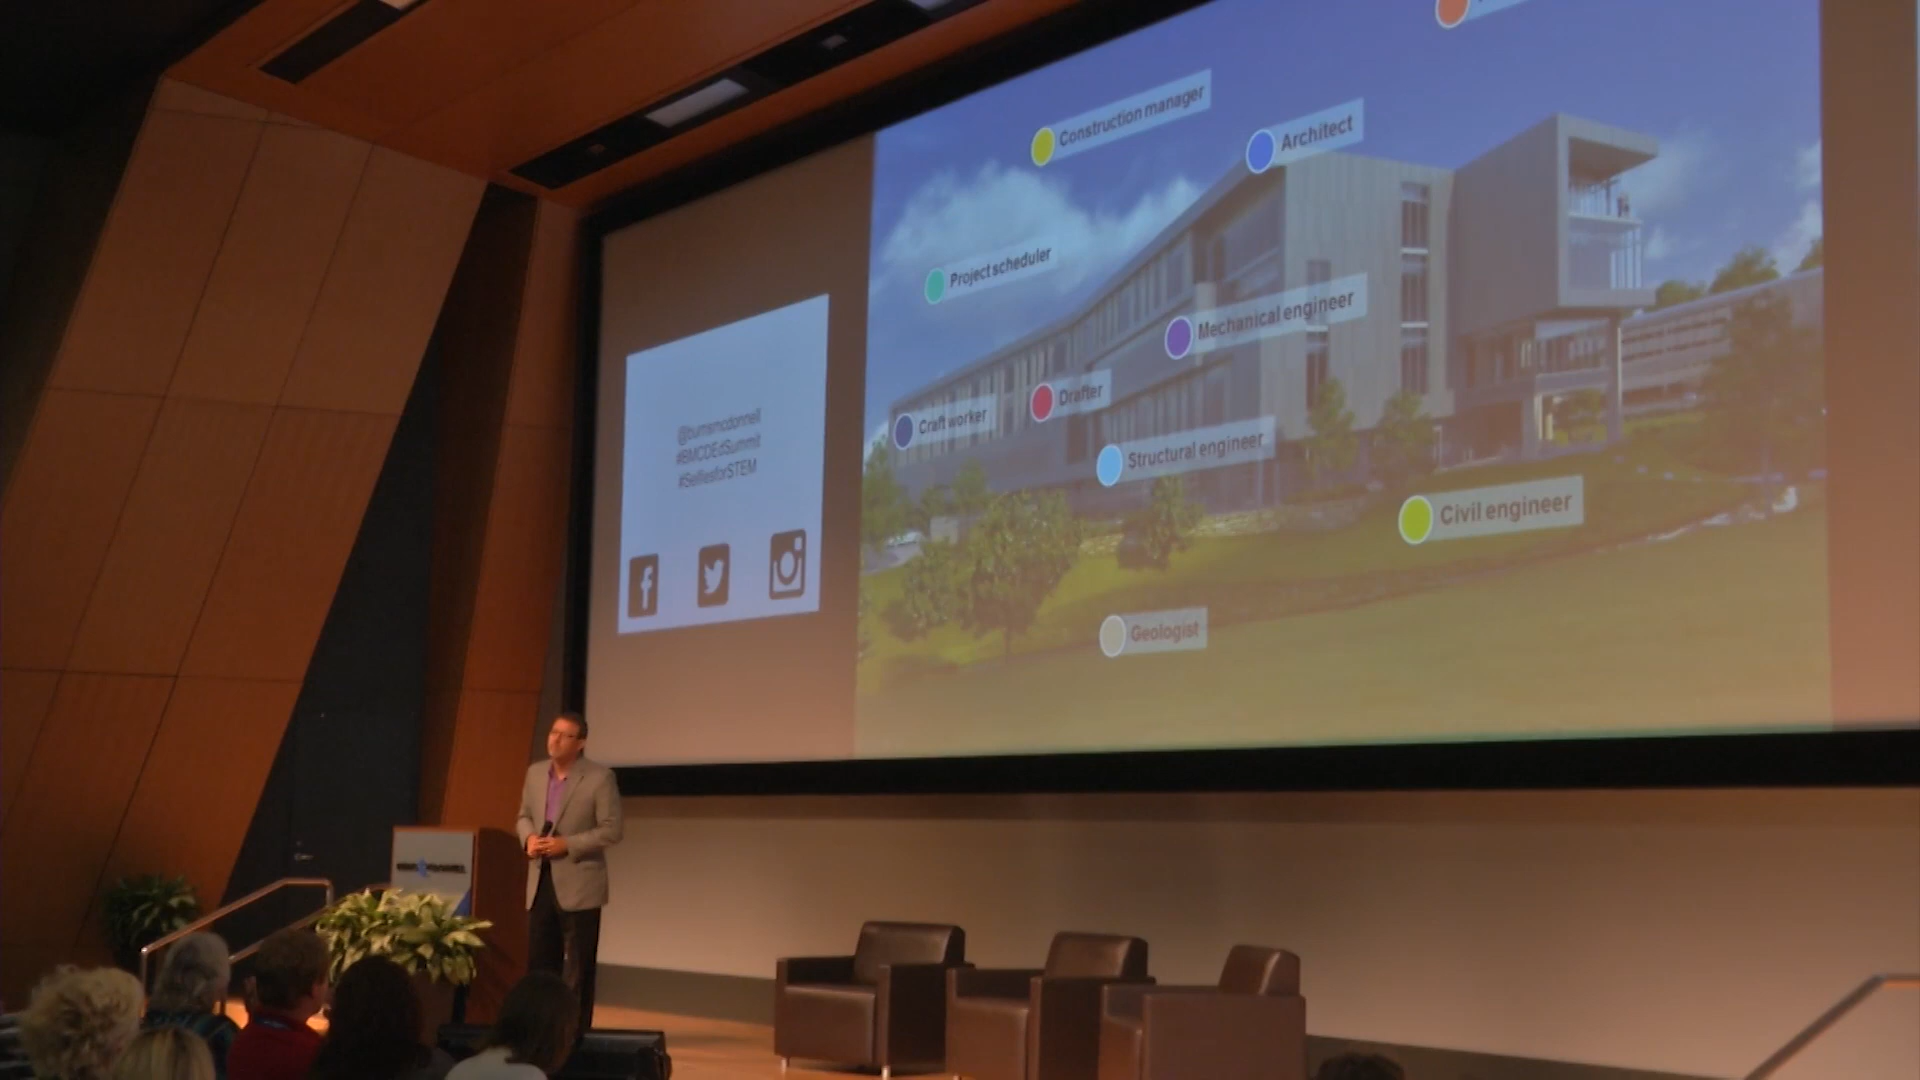 @burnsmcdonnell
#BMCDEdSummit
#SelfiesforSTEM
Construction manager
Architect
Project scheduler
Mechanical engineer
Drafter
Craft worker
Structural engineer
Civil engineer
Geologist